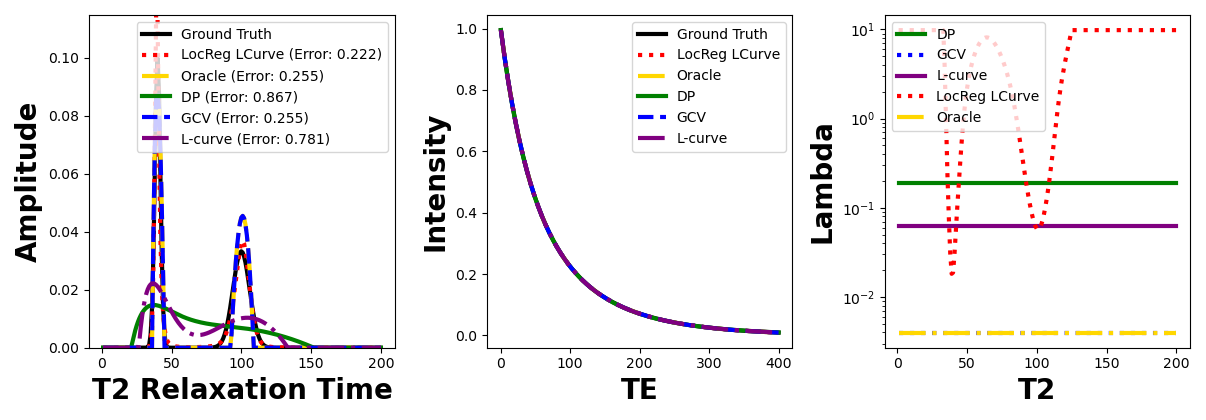 0.00
0.02
0.04
0.06
0.08
0.10
Amplitude
0
50
100
150
200
T2 Relaxation Time
Ground Truth
LocReg LCurve (Error: 0.222)
Oracle (Error: 0.255)
DP (Error: 0.867)
GCV (Error: 0.255)
L-curve (Error: 0.781)
0.0
0.2
0.4
0.6
0.8
1.0
Intensity
0
100
200
300
400
TE
Ground Truth
LocReg LCurve
Oracle
DP
GCV
L-curve
10¹
10⁰
10⁻¹
10⁻²
Lambda
0
50
100
150
200
T2
DP
GCV
L-curve
LocReg LCurve
Oracle